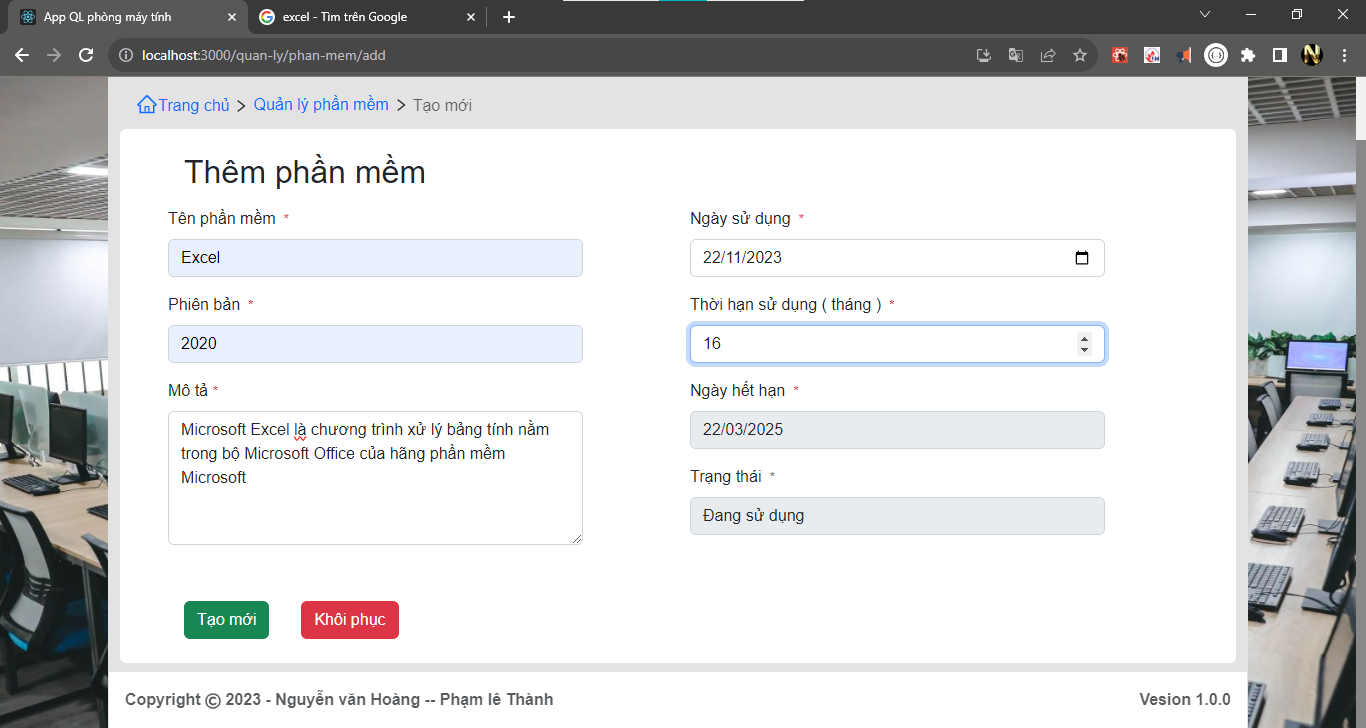 App QL phòng máy tính
excel - Tìm trên Google
localhost:3000/quan-ly/phan-mem/add
Trang chủ > Quản lý phần mềm > Tạo mới
Thêm phần mềm
Tên phần mềm *
Excel
Phiên bản *
2020
Mô tả *
Microsoft Excel là chương trình xử lý bảng tính nằm
trong bộ Microsoft Office của hãng phần mềm
Microsoft
Ngày sử dụng *
22/11/2023
Thời hạn sử dụng ( tháng ) *
16
Ngày hết hạn *
22/03/2025
Trạng thái *
Đang sử dụng
Tạo mới
Khôi phục
Copyright © 2023 - Nguyễn văn Hoàng -- Phạm lê Thành
Vesion 1.0.0